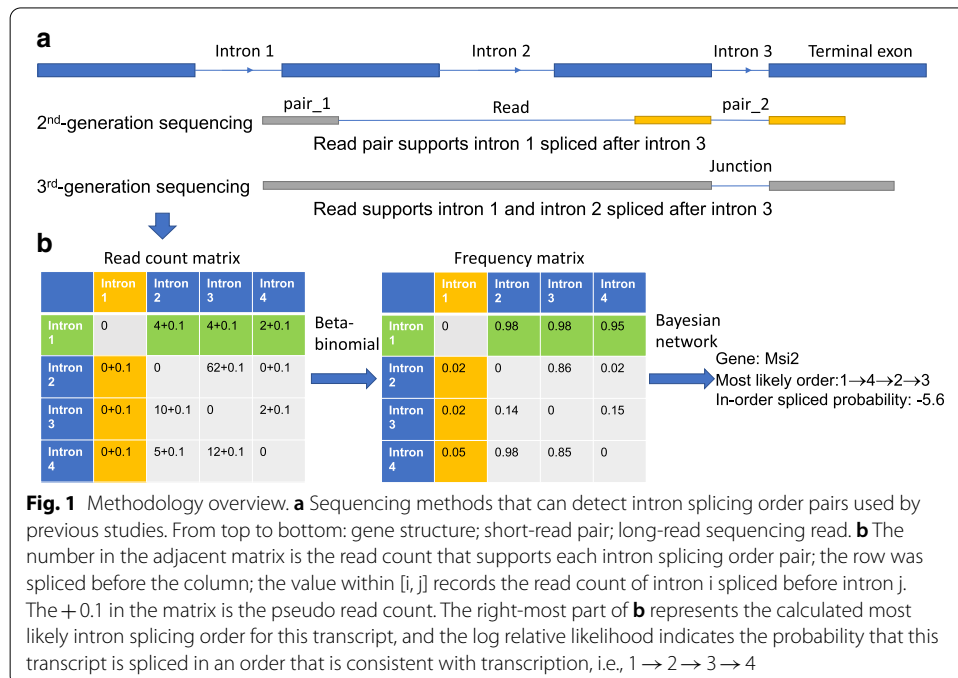 a
Intron 1 Intron 2 Intron 3 Terminal exon
pair_1 Read pair_2
2nd-generation sequencing
Read pair supports intron 1 spliced after intron 3
Junction
3rd-generation sequencing
Read supports intron 1 and intron 2 spliced after intron 3
b
Read count matrix Frequency matrix
Intron 1 Intron 2 Intron 3 Intron 4
Intron 1 0 4+0.1 4+0.1 2+0.1
Intron 2 0+0.1 0 62+0.1 0+0.1
Intron 3 0+0.1 10+0.1 0 2+0.1
Intron 4 0+0.1 5+0.1 12+0.1 0
Beta-
binomial
Intron 1 Intron 2 Intron 3 Intron 4
Intron 1 0 0.98 0.98 0.95
Intron 2 0.02 0 0.86 0.02
Intron 3 0.02 0.14 0 0.15
Intron 4 0.05 0.98 0.85 0
Bayesian
network
Gene: Msi2
Most likely order:1→4→2→3
In-order spliced probability: -5.6
Fig. 1 Methodology overview. a Sequencing methods that can detect intron splicing order pairs used by
previous studies. From top to bottom: gene structure; short-read pair; long-read sequencing read. b The
number in the adjacent matrix is the read count that supports each intron splicing order pair; the row was
spliced before the column; the value within [i, j] records the read count of intron i spliced before intron j.
The + 0.1 in the matrix is the pseudo read count. The right-most part of b represents the calculated most
likely intron splicing order for this transcript, and the log relative likelihood indicates the probability that this
transcript is spliced in an order that is consistent with transcription, i.e., 1 → 2 → 3 → 4